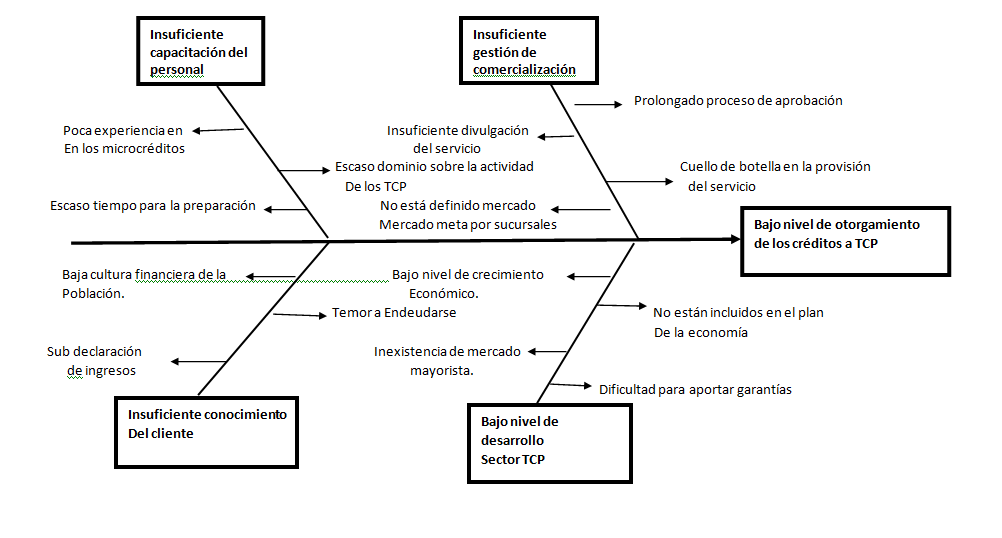 Insuficiente
capacitación del
personal
Insuficiente
gestión de
comercialización
Prolongado proceso de aprobación
Poca experiencia en
En los microcréditos
Insuficiente divulgación
del servicio
Escaso dominio sobre la actividad
De los TCP
Cuello de botella en la provisión
del servicio
Escaso tiempo para la preparación
No está definido mercado
Mercado meta por sucursales
Bajo nivel de otorgamiento
de los créditos a TCP
Baja cultura financiera de la
Población.
Bajo nivel de crecimiento
Económico.
Temor a Endeudarse
No están incluidos en el plan
De la economía
Sub declaración
de ingresos
Inexistencia de mercado
mayorista.
Dificultad para aportar garantías
Insuficiente conocimiento
Del cliente
Bajo nivel de
desarrollo
Sector TCP